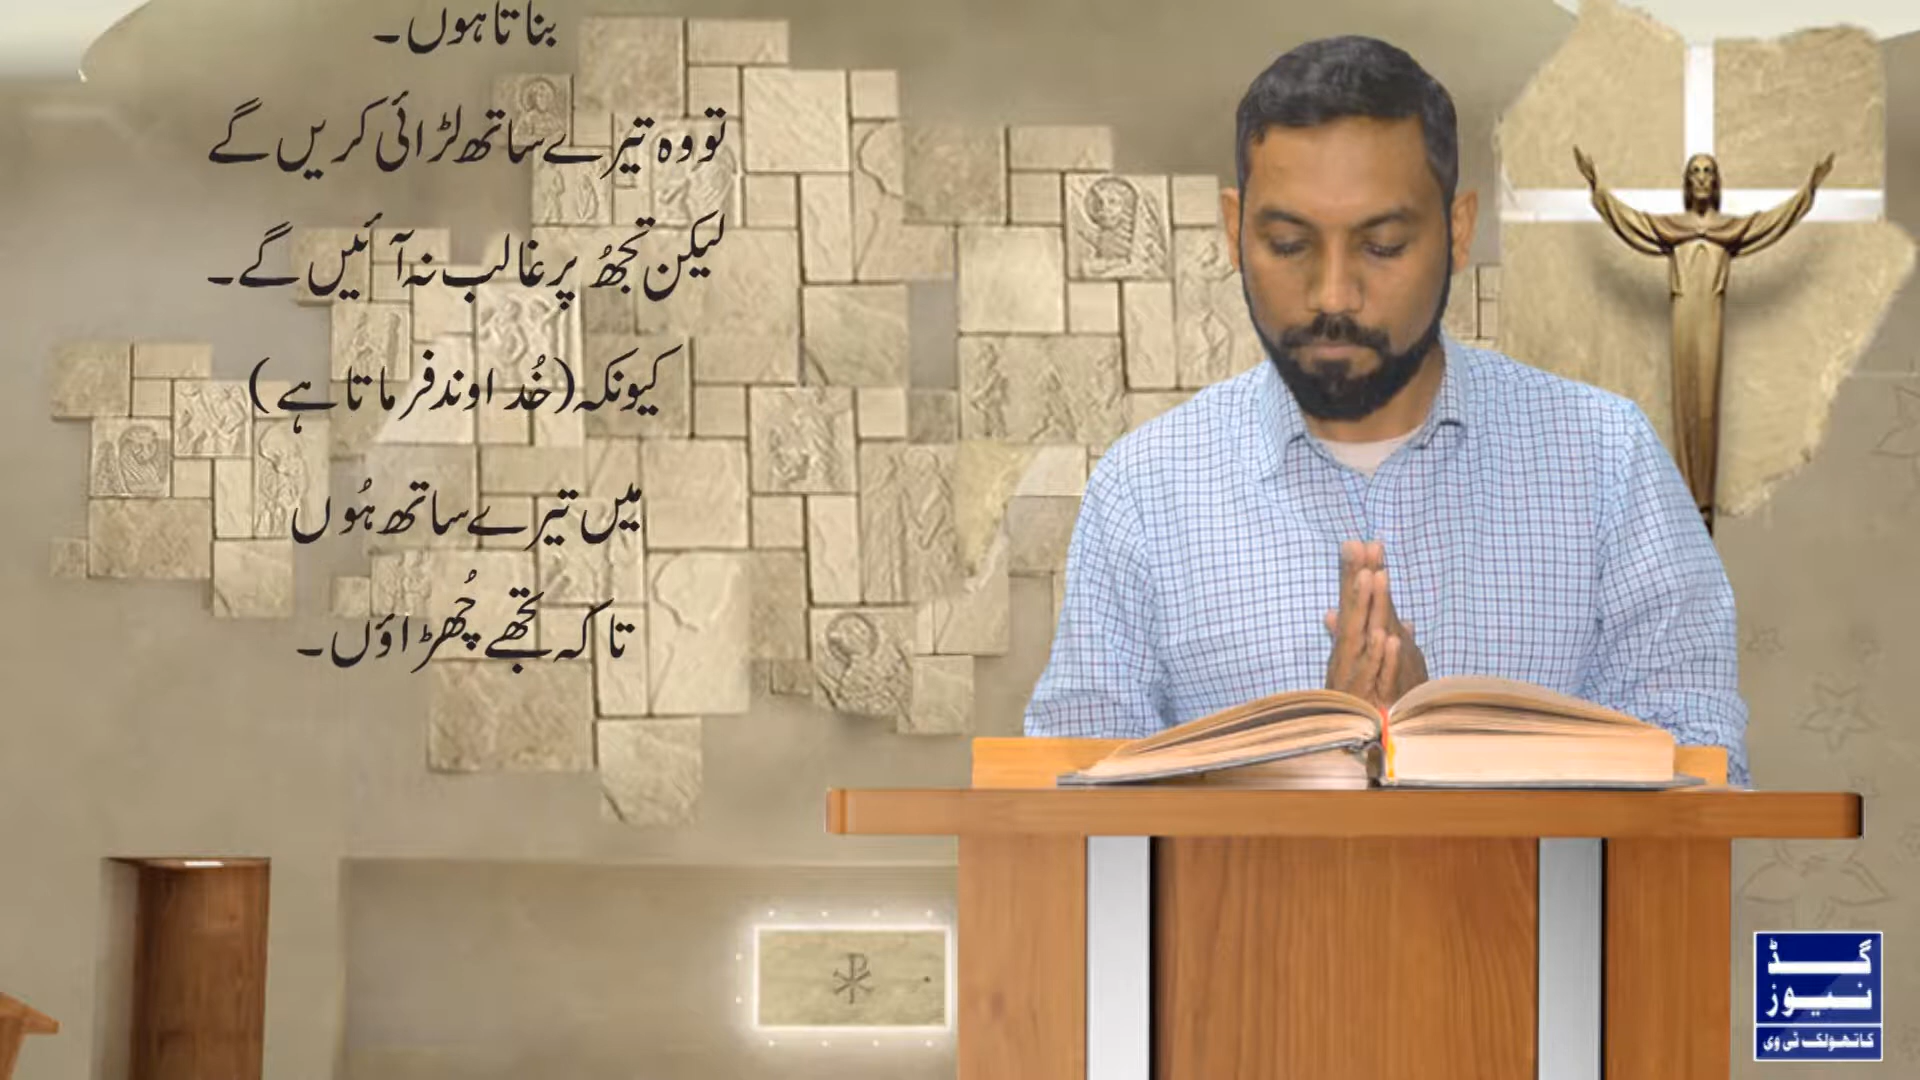 بناتا ہوں۔
تو وہ تیرے ساتھ لڑائی کریں گے
لیکن تجھُ پر غالب نہ آئیں گے۔
کیونکہ (خُداوند فرماتا ہے)
میں تیرے ساتھ ہُوں
تاکہ تجھے چُھڑاؤں۔
گڈ
نیوز
کاتھولک ٹی وی